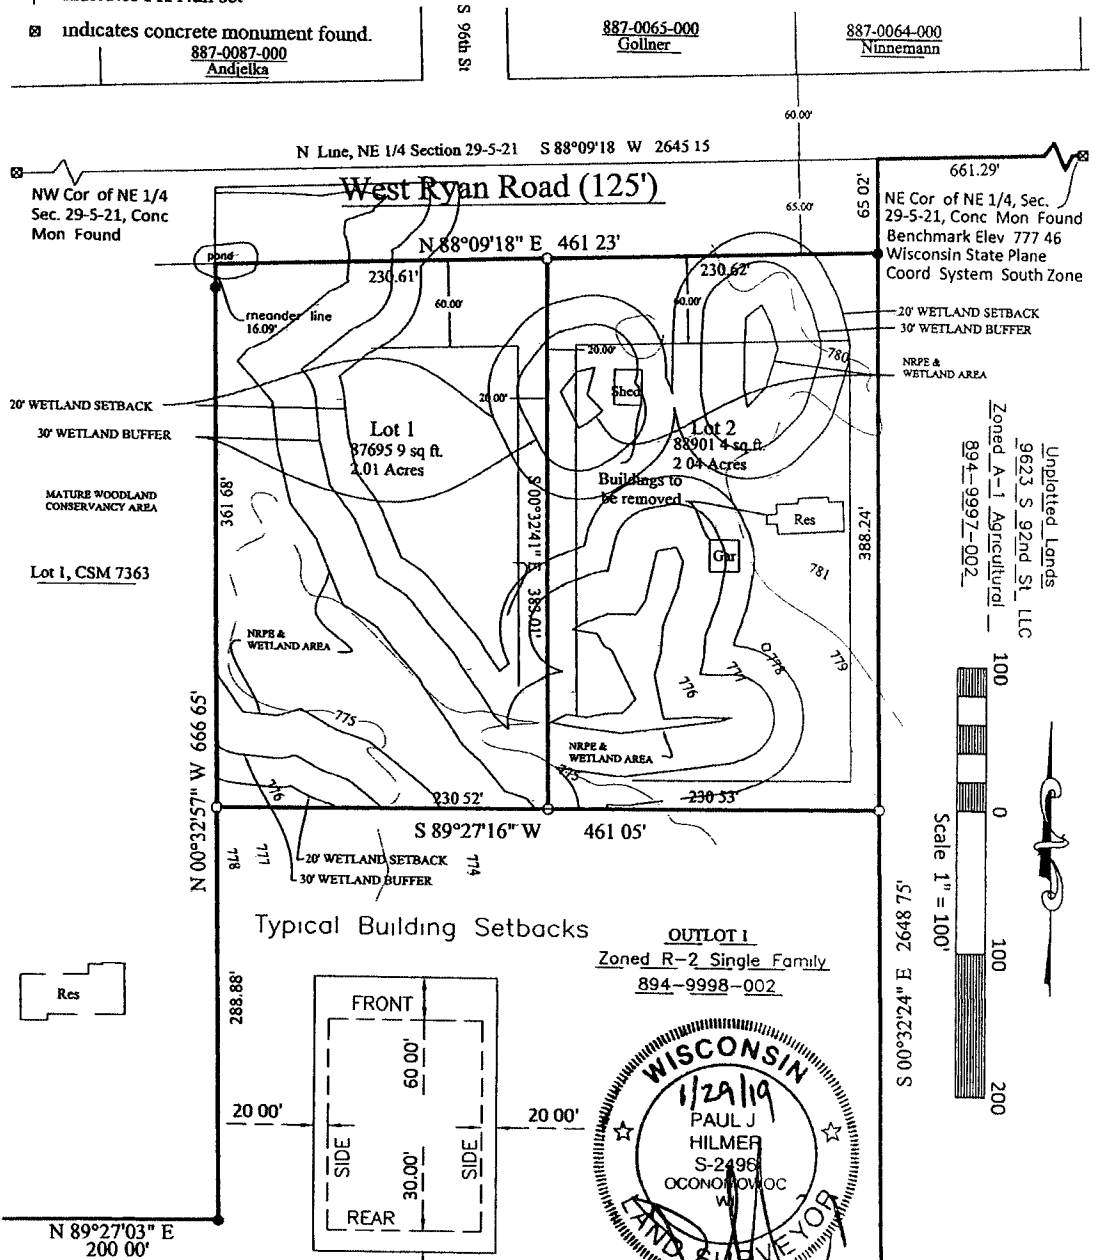 indicates concrete monument found.
887-0087-000
Andjelka
S 96th St
887-0065-000
Gollner
887-0064-000
Ninnemann
60.00'
N Line, NE 1/4 Section 29-5-21 S 88°09'18 W 2645 15
661.29'
NW Cor of NE 1/4
Sec. 29-5-21, Conc
Mon Found
West Ryan Road (125')
65 02'
65.00'
NE Cor of NE 1/4, Sec.
29-5-21, Conc Mon Found
Benchmark Elev 777 46
Wisconsin State Plane
Coord System South Zone
N 88°09'18" E 461 23'
pond
230.61'
230.62'
60.00'
60.00'
meander line
16.09'
20' WETLAND SETBACK
30' WETLAND BUFFER
780
NRPE &
WETLAND AREA
20.00'
20.00'
Shed
20' WETLAND SETBACK
30' WETLAND BUFFER
Lot 1
87695 9 sq ft.
2.01 Acres
Lot 2
88901 4 sq ft.
2 04 Acres
Buildings to
be removed
MATURE WOODLAND
CONSERVANCY AREA
361 68'
S 00°32'41" E 383.01'
388.24'
Res
Gar
781
Unplotted Lands
9623 S 92nd St LLC
Zoned A-1 Agricultural
894-9997-002
Lot 1, CSM 7363
NRPE &
WETLAND AREA
779
778
777
776
775
NRPE &
WETLAND AREA
775
776
N 00°32'57" W 666 65'
230 52'
230 53'
S 89°27'16" W 461 05'
778
777
774
20' WETLAND SETBACK
30' WETLAND BUFFER
100
0
100
200
Scale 1" = 100'
Typical Building Setbacks
OUTLOT 1
Zoned R-2 Single Family
894-9998-002
S 00°32'24" E 2648 75'
Res
288.88'
FRONT
60 00'
20 00'
20 00'
SIDE
SIDE
30.00'
REAR
WISCONSIN
1/29/19
PAUL J
HILMER
S-2496
OCONOMOWOC
WI
LAND SURVEYOR
N 89°27'03" E
200 00'